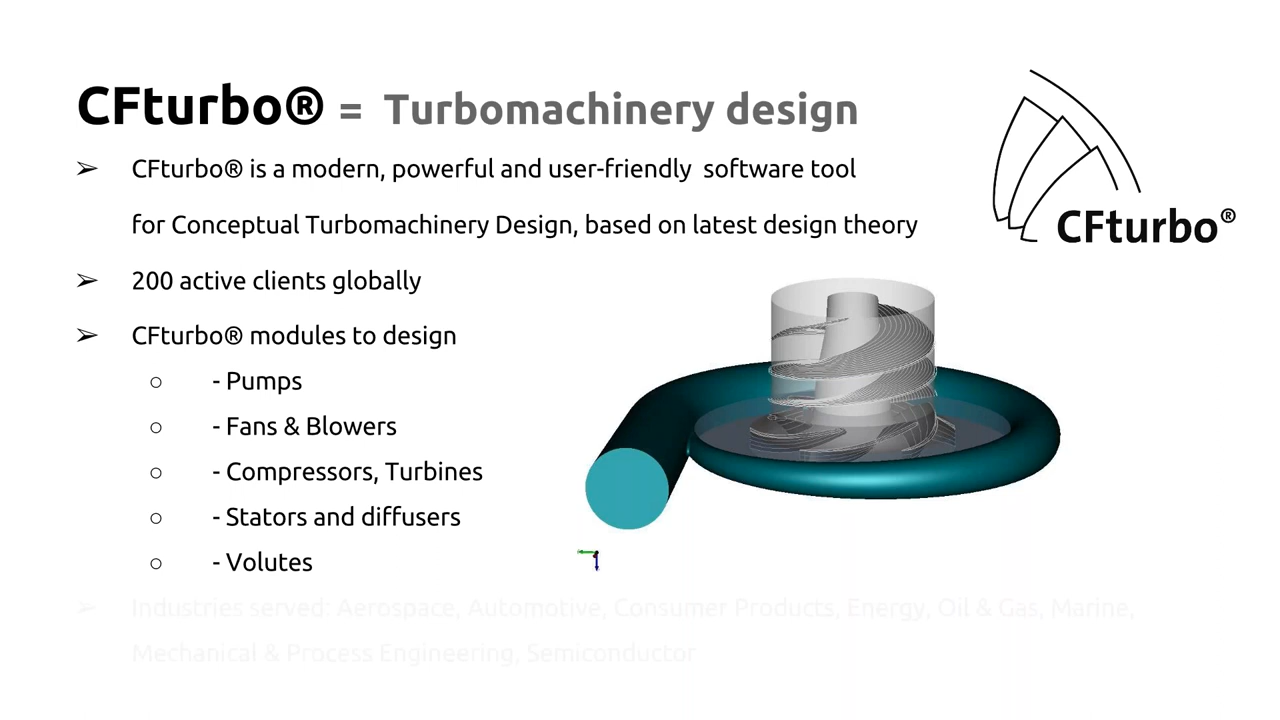 CFturbo® = Turbomachinery design
➢ CFturbo® is a modern, powerful and user-friendly software tool
for Conceptual Turbomachinery Design, based on latest design theory
CFturbo®
➢ 200 active clients globally
➢ CFturbo® modules to design
○ - Pumps
○ - Fans & Blowers
○ - Compressors, Turbines
○ - Stators and diffusers
○ - Volutes
➢ Industries served: Aerospace, Automotive, Consumer Products, Energy, Oil & Gas, Marine,
Mechanical & Process Engineering, Semiconductor